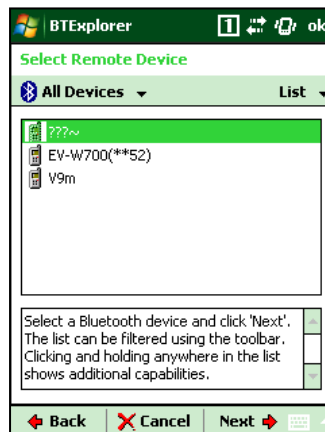 BTExplorer 1 ok
Select Remote Device
All Devices List
???~
EV-W700(**52)
V9m
Select a Bluetooth device and click 'Next'.
The list can be filtered using the toolbar.
Clicking and holding anywhere in the list
shows additional capabilities.
Back Cancel Next